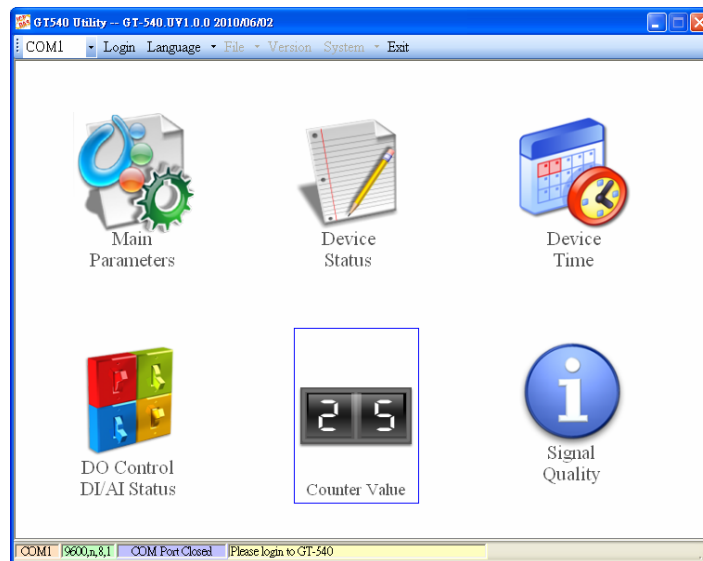 GT540 Utility -- GT-540.UV1.0.0 2010/06/02
COM1 Login Language File Version System Exit
Main
Parameters
Device
Status
Device
Time
DO Control
DI/AI Status
25
Counter Value
Signal
Quality
COM1 9600,n,8,1 COM Port Closed Please login to GT-540